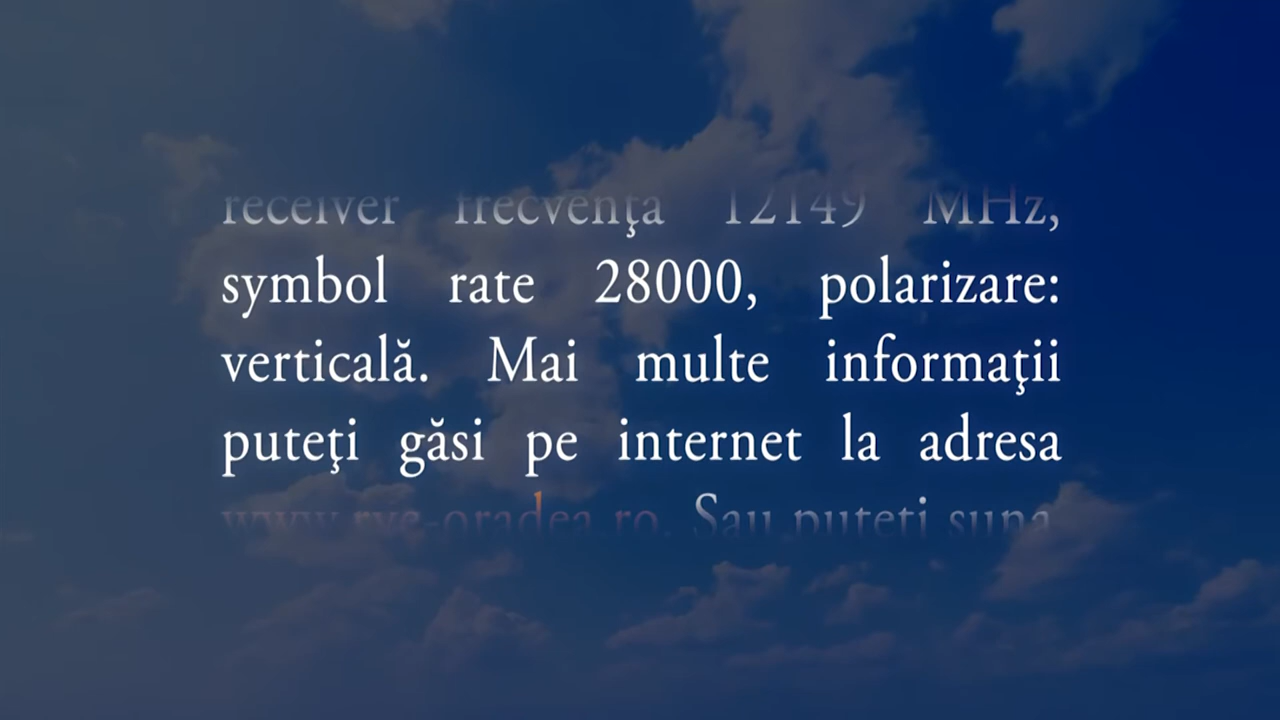 receiver frecvenţa 12149 MHz,
symbol rate 28000, polarizare:
verticală. Mai multe informaţii
puteţi găsi pe internet la adresa
www.rve-oradea.ro. Sau puteţi suna